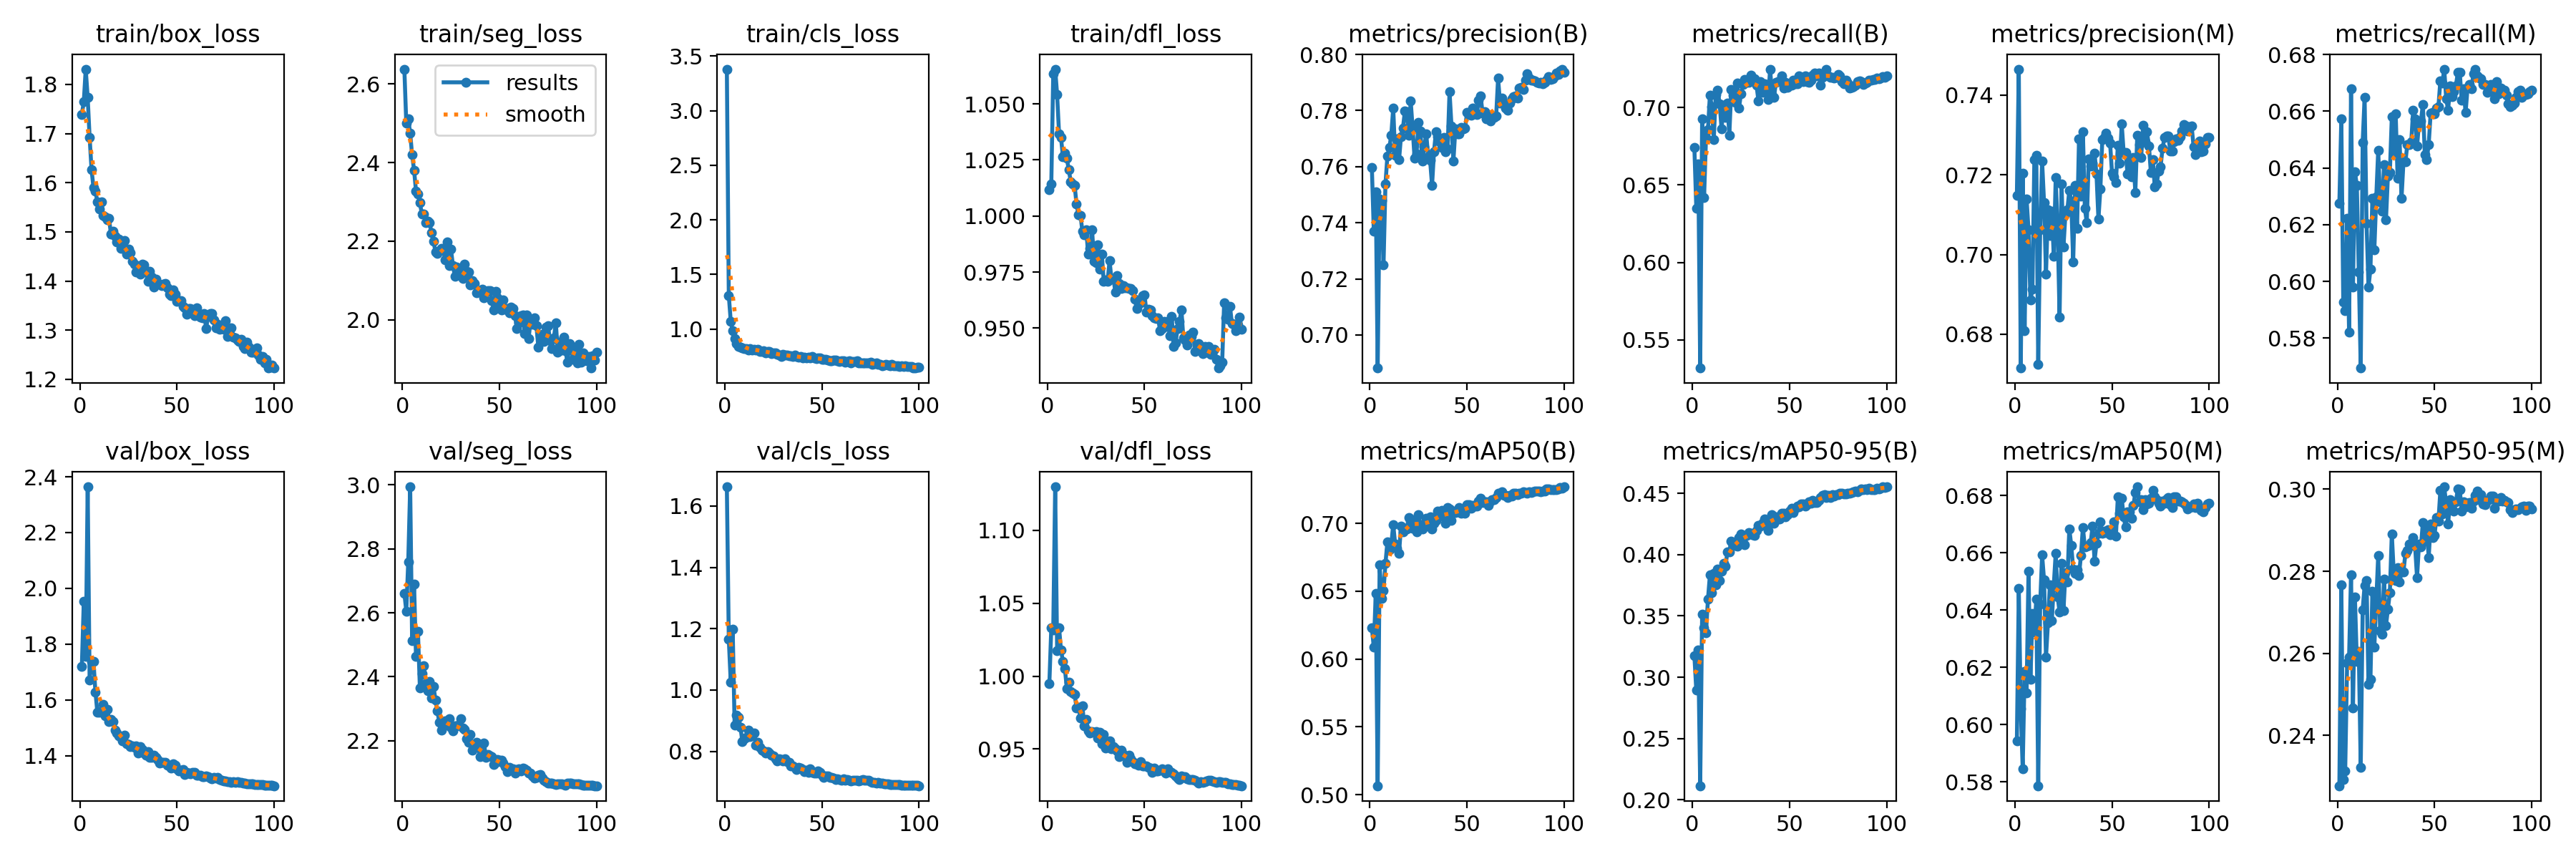 train/box_loss
train/seg_loss
train/cls_loss
train/dfl_loss
metrics/precision(B)
metrics/recall(B)
metrics/precision(M)
metrics/recall(M)
results
smooth
1.8
1.7
1.6
1.5
1.4
1.3
1.2
0 50 100
2.6
2.4
2.2
2.0
0 50 100
3.5
3.0
2.5
2.0
1.5
1.0
0 50 100
1.050
1.025
1.000
0.975
0.950
0 50 100
0.80
0.78
0.76
0.74
0.72
0.70
0 50 100
0.70
0.65
0.60
0.55
0 50 100
0.74
0.72
0.70
0.68
0 50 100
0.68
0.66
0.64
0.62
0.60
0.58
0 50 100
val/box_loss
val/seg_loss
val/cls_loss
val/dfl_loss
metrics/mAP50(B)
metrics/mAP50-95(B)
metrics/mAP50(M)
metrics/mAP50-95(M)
2.4
2.2
2.0
1.8
1.6
1.4
0 50 100
3.0
2.8
2.6
2.4
2.2
0 50 100
1.6
1.4
1.2
1.0
0.8
0 50 100
1.10
1.05
1.00
0.95
0 50 100
0.70
0.65
0.60
0.55
0.50
0 50 100
0.45
0.40
0.35
0.30
0.25
0.20
0 50 100
0.68
0.66
0.64
0.62
0.60
0.58
0 50 100
0.30
0.28
0.26
0.24
0 50 100